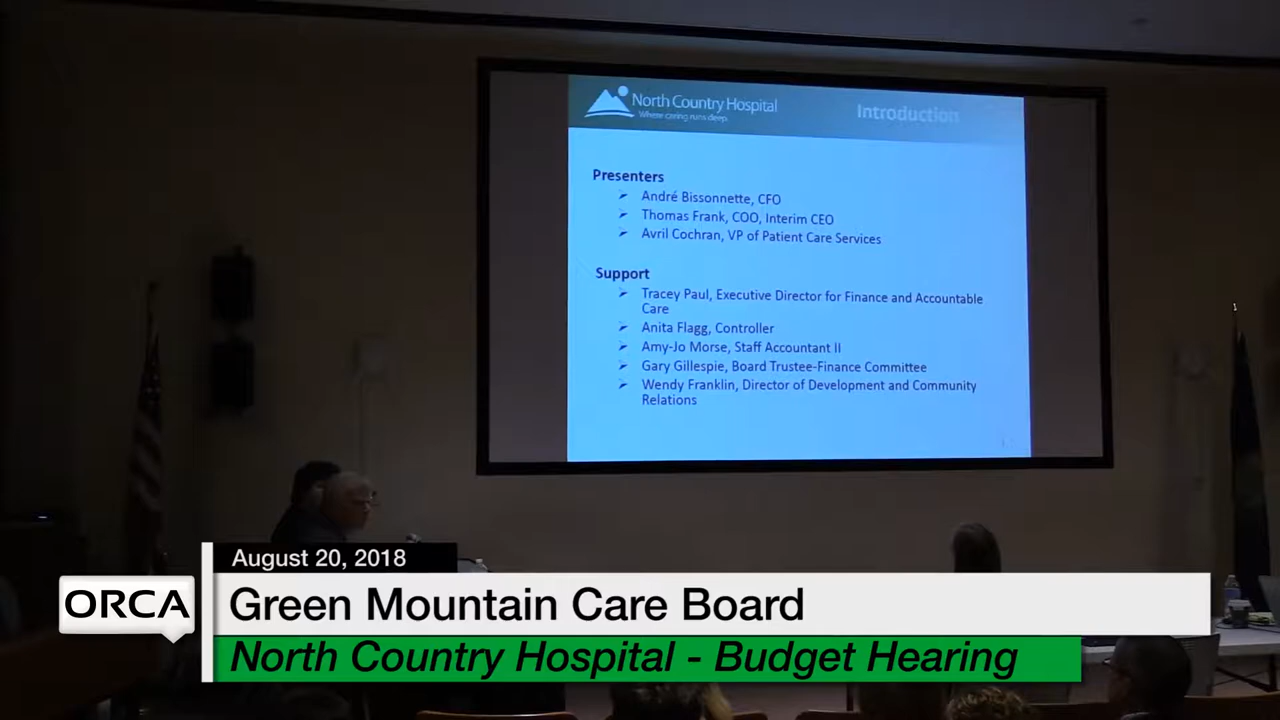 North Country Hospital
Where caring runs deep.
Introduction
Presenters
➢ André Bissonnette, CFO
➢ Thomas Frank, COO, Interim CEO
➢ Avril Cochran, VP of Patient Care Services
Support
➢ Tracey Paul, Executive Director for Finance and Accountable
Care
➢ Anita Flagg, Controller
➢ Amy-Jo Morse, Staff Accountant II
➢ Gary Gillespie, Board Trustee-Finance Committee
➢ Wendy Franklin, Director of Development and Community
Relations
August 20, 2018
ORCA
Green Mountain Care Board
North Country Hospital - Budget Hearing